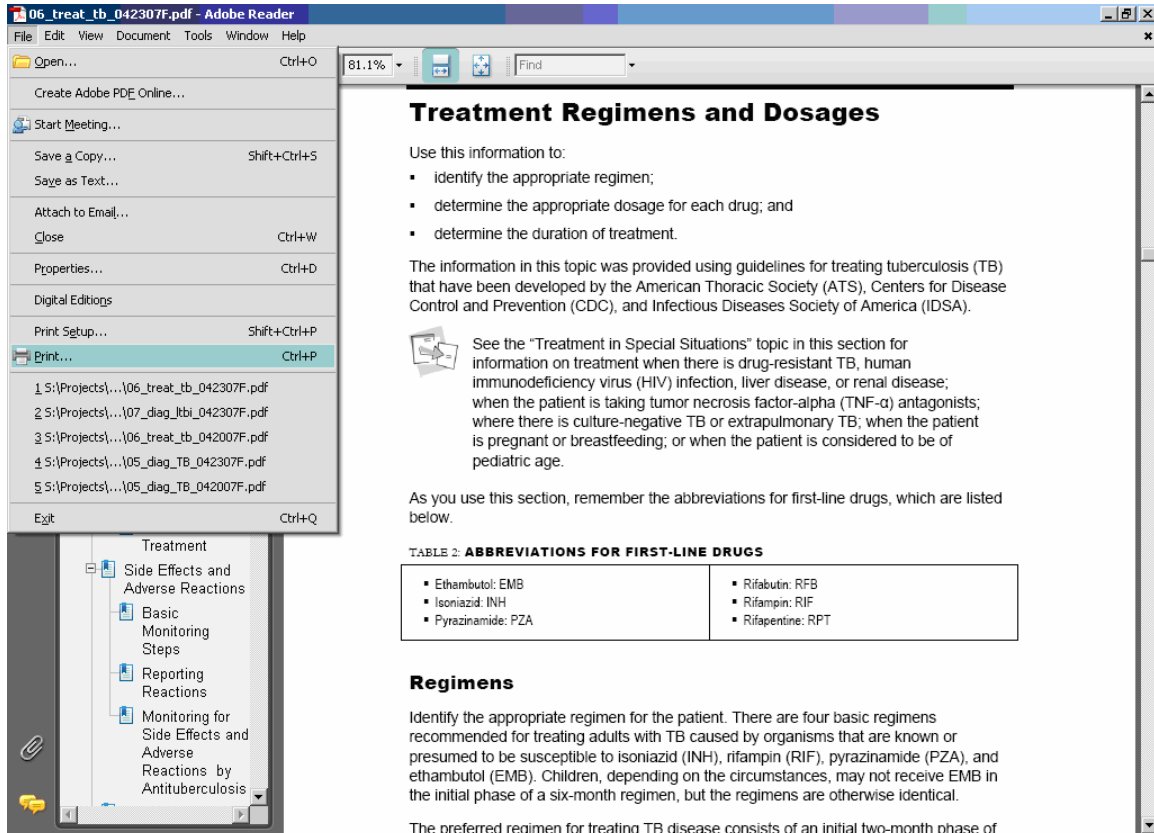 06_treat_tb_042307F.pdf - Adobe Reader
File Edit View Document Tools Window Help
Open... Ctrl+O
Create Adobe PDF Online...
Start Meeting...
Save a Copy... Shift+Ctrl+S
Save as Text...
Attach to Email...
Close Ctrl+W
Properties... Ctrl+D
Digital Editions
Print Setup... Shift+Ctrl+P
Print... Ctrl+P
1 S:\Projects\...\06_treat_tb_042307F.pdf
2 S:\Projects\...\07_diag_ltbi_042307F.pdf
3 S:\Projects\...\06_treat_tb_042007F.pdf
4 S:\Projects\...\05_diag_TB_042307F.pdf
5 S:\Projects\...\05_diag_TB_042007F.pdf
Exit Ctrl+Q
81.1%
Find
Treatment
Side Effects and
Adverse Reactions
Basic
Monitoring
Steps
Reporting
Reactions
Monitoring for
Side Effects and
Adverse
Reactions by
Antituberculosis
Treatment Regimens and Dosages
Use this information to:
▪ identify the appropriate regimen;
▪ determine the appropriate dosage for each drug; and
▪ determine the duration of treatment.
The information in this topic was provided using guidelines for treating tuberculosis (TB)
that have been developed by the American Thoracic Society (ATS), Centers for Disease
Control and Prevention (CDC), and Infectious Diseases Society of America (IDSA).
See the “Treatment in Special Situations” topic in this section for
information on treatment when there is drug-resistant TB, human
immunodeficiency virus (HIV) infection, liver disease, or renal disease;
when the patient is taking tumor necrosis factor-alpha (TNF-α) antagonists;
where there is culture-negative TB or extrapulmonary TB; when the patient
is pregnant or breastfeeding; or when the patient is considered to be of
pediatric age.
As you use this section, remember the abbreviations for first-line drugs, which are listed
below.
TABLE 2: ABBREVIATIONS FOR FIRST-LINE DRUGS
▪ Ethambutol: EMB
▪ Isoniazid: INH
▪ Pyrazinamide: PZA
▪ Rifabutin: RFB
▪ Rifampin: RIF
▪ Rifapentine: RPT
Regimens
Identify the appropriate regimen for the patient. There are four basic regimens
recommended for treating adults with TB caused by organisms that are known or
presumed to be susceptible to isoniazid (INH), rifampin (RIF), pyrazinamide (PZA), and
ethambutol (EMB). Children, depending on the circumstances, may not receive EMB in
the initial phase of a six-month regimen, but the regimens are otherwise identical.
The preferred regimen for treating TB disease consists of an initial two-month phase of